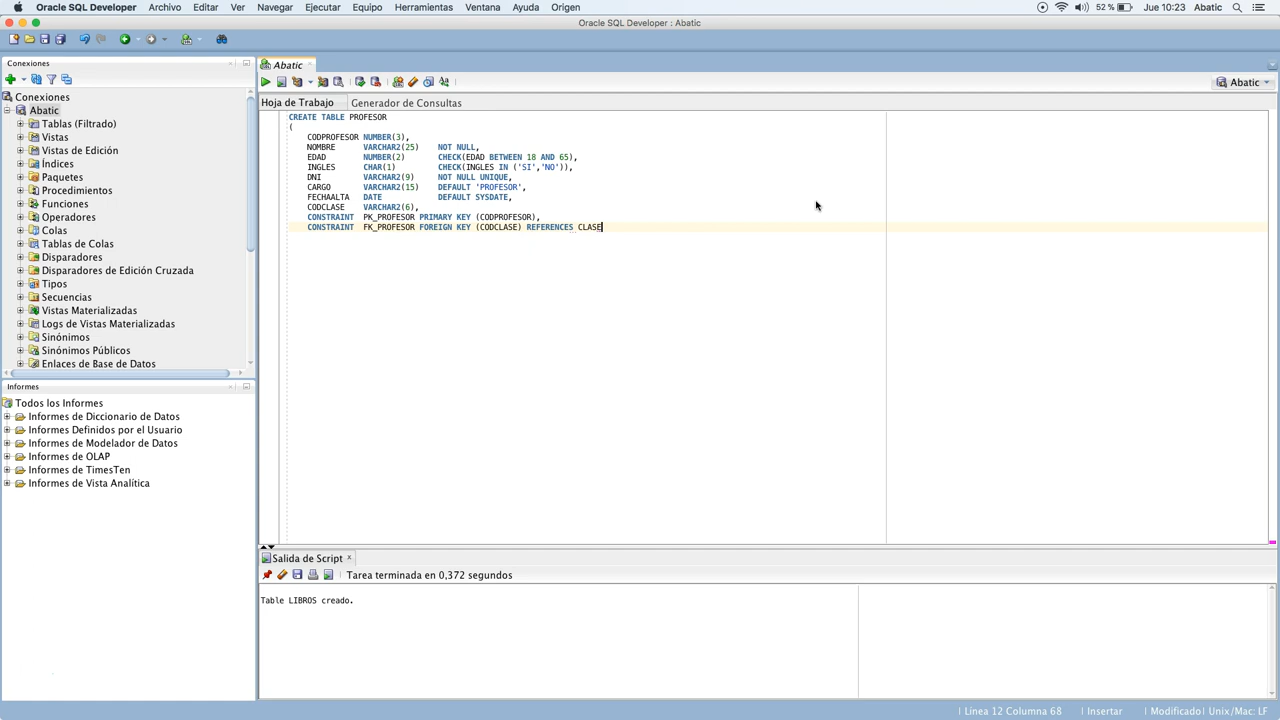 Oracle SQL Developer Archivo Editar Ver Navegar Ejecutar Equipo Herramientas Ventana Ayuda Origen 52 % Jue 10:23 Abatic
Oracle SQL Developer : Abatic
Conexiones
Conexiones
Abatic
Tablas (Filtrado)
Vistas
Vistas de Edición
Índices
Paquetes
Procedimientos
Funciones
Operadores
Colas
Tablas de Colas
Disparadores
Disparadores de Edición Cruzada
Tipos
Secuencias
Vistas Materializadas
Logs de Vistas Materializadas
Sinónimos
Sinónimos Públicos
Enlaces de Base de Datos
Informes
Todos los Informes
Informes de Diccionario de Datos
Informes Definidos por el Usuario
Informes de Modelador de Datos
Informes de OLAP
Informes de TimesTen
Informes de Vista Analítica
Abatic
Abatic
Hoja de Trabajo Generador de Consultas
CREATE TABLE PROFESOR
(
CODPROFESOR NUMBER(3),
NOMBRE VARCHAR2(25) NOT NULL,
EDAD NUMBER(2) CHECK(EDAD BETWEEN 18 AND 65),
INGLES CHAR(1) CHECK(INGLES IN ('SI','NO')),
DNI VARCHAR2(9) NOT NULL UNIQUE,
CARGO VARCHAR2(15) DEFAULT 'PROFESOR',
FECHAALTA DATE DEFAULT SYSDATE,
CODCLASE VARCHAR2(6),
CONSTRAINT PK_PROFESOR PRIMARY KEY (CODPROFESOR),
CONSTRAINT FK_PROFESOR FOREIGN KEY (CODCLASE) REFERENCES CLASE
Salida de Script
Tarea terminada en 0,372 segundos
Table LIBROS creado.
Línea 12 Columna 68 Insertar Modificado Unix/Mac: LF